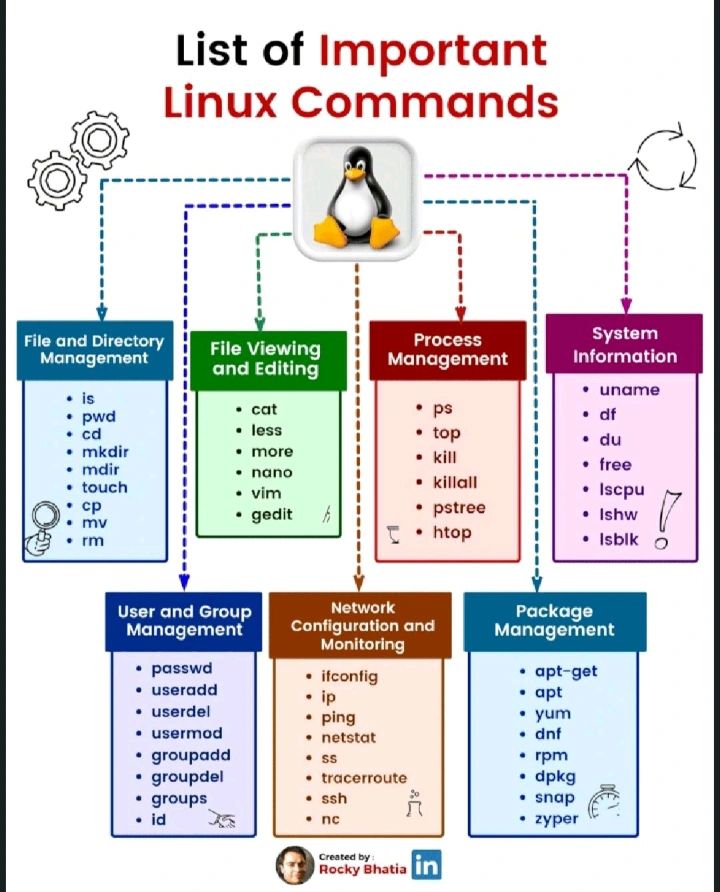 List of Important
Linux Commands
File and Directory
Management
• is
• pwd
• cd
• mkdir
• mdir
• touch
• cp
• mv
• rm
File Viewing
and Editing
• cat
• less
• more
• nano
• vim
• gedit
Process
Management
• ps
• top
• kill
• killall
• pstree
• htop
System
Information
• uname
• df
• du
• free
• lscpu
• lshw
• lsblk
User and Group
Management
• passwd
• useradd
• userdel
• usermod
• groupadd
• groupdel
• groups
• id
Network
Configuration and
Monitoring
• ifconfig
• ip
• ping
• netstat
• ss
• tracerroute
• ssh
• nc
Package
Management
• apt-get
• apt
• yum
• dnf
• rpm
• dpkg
• snap
• zyper
Created by :
Rocky Bhatia
in